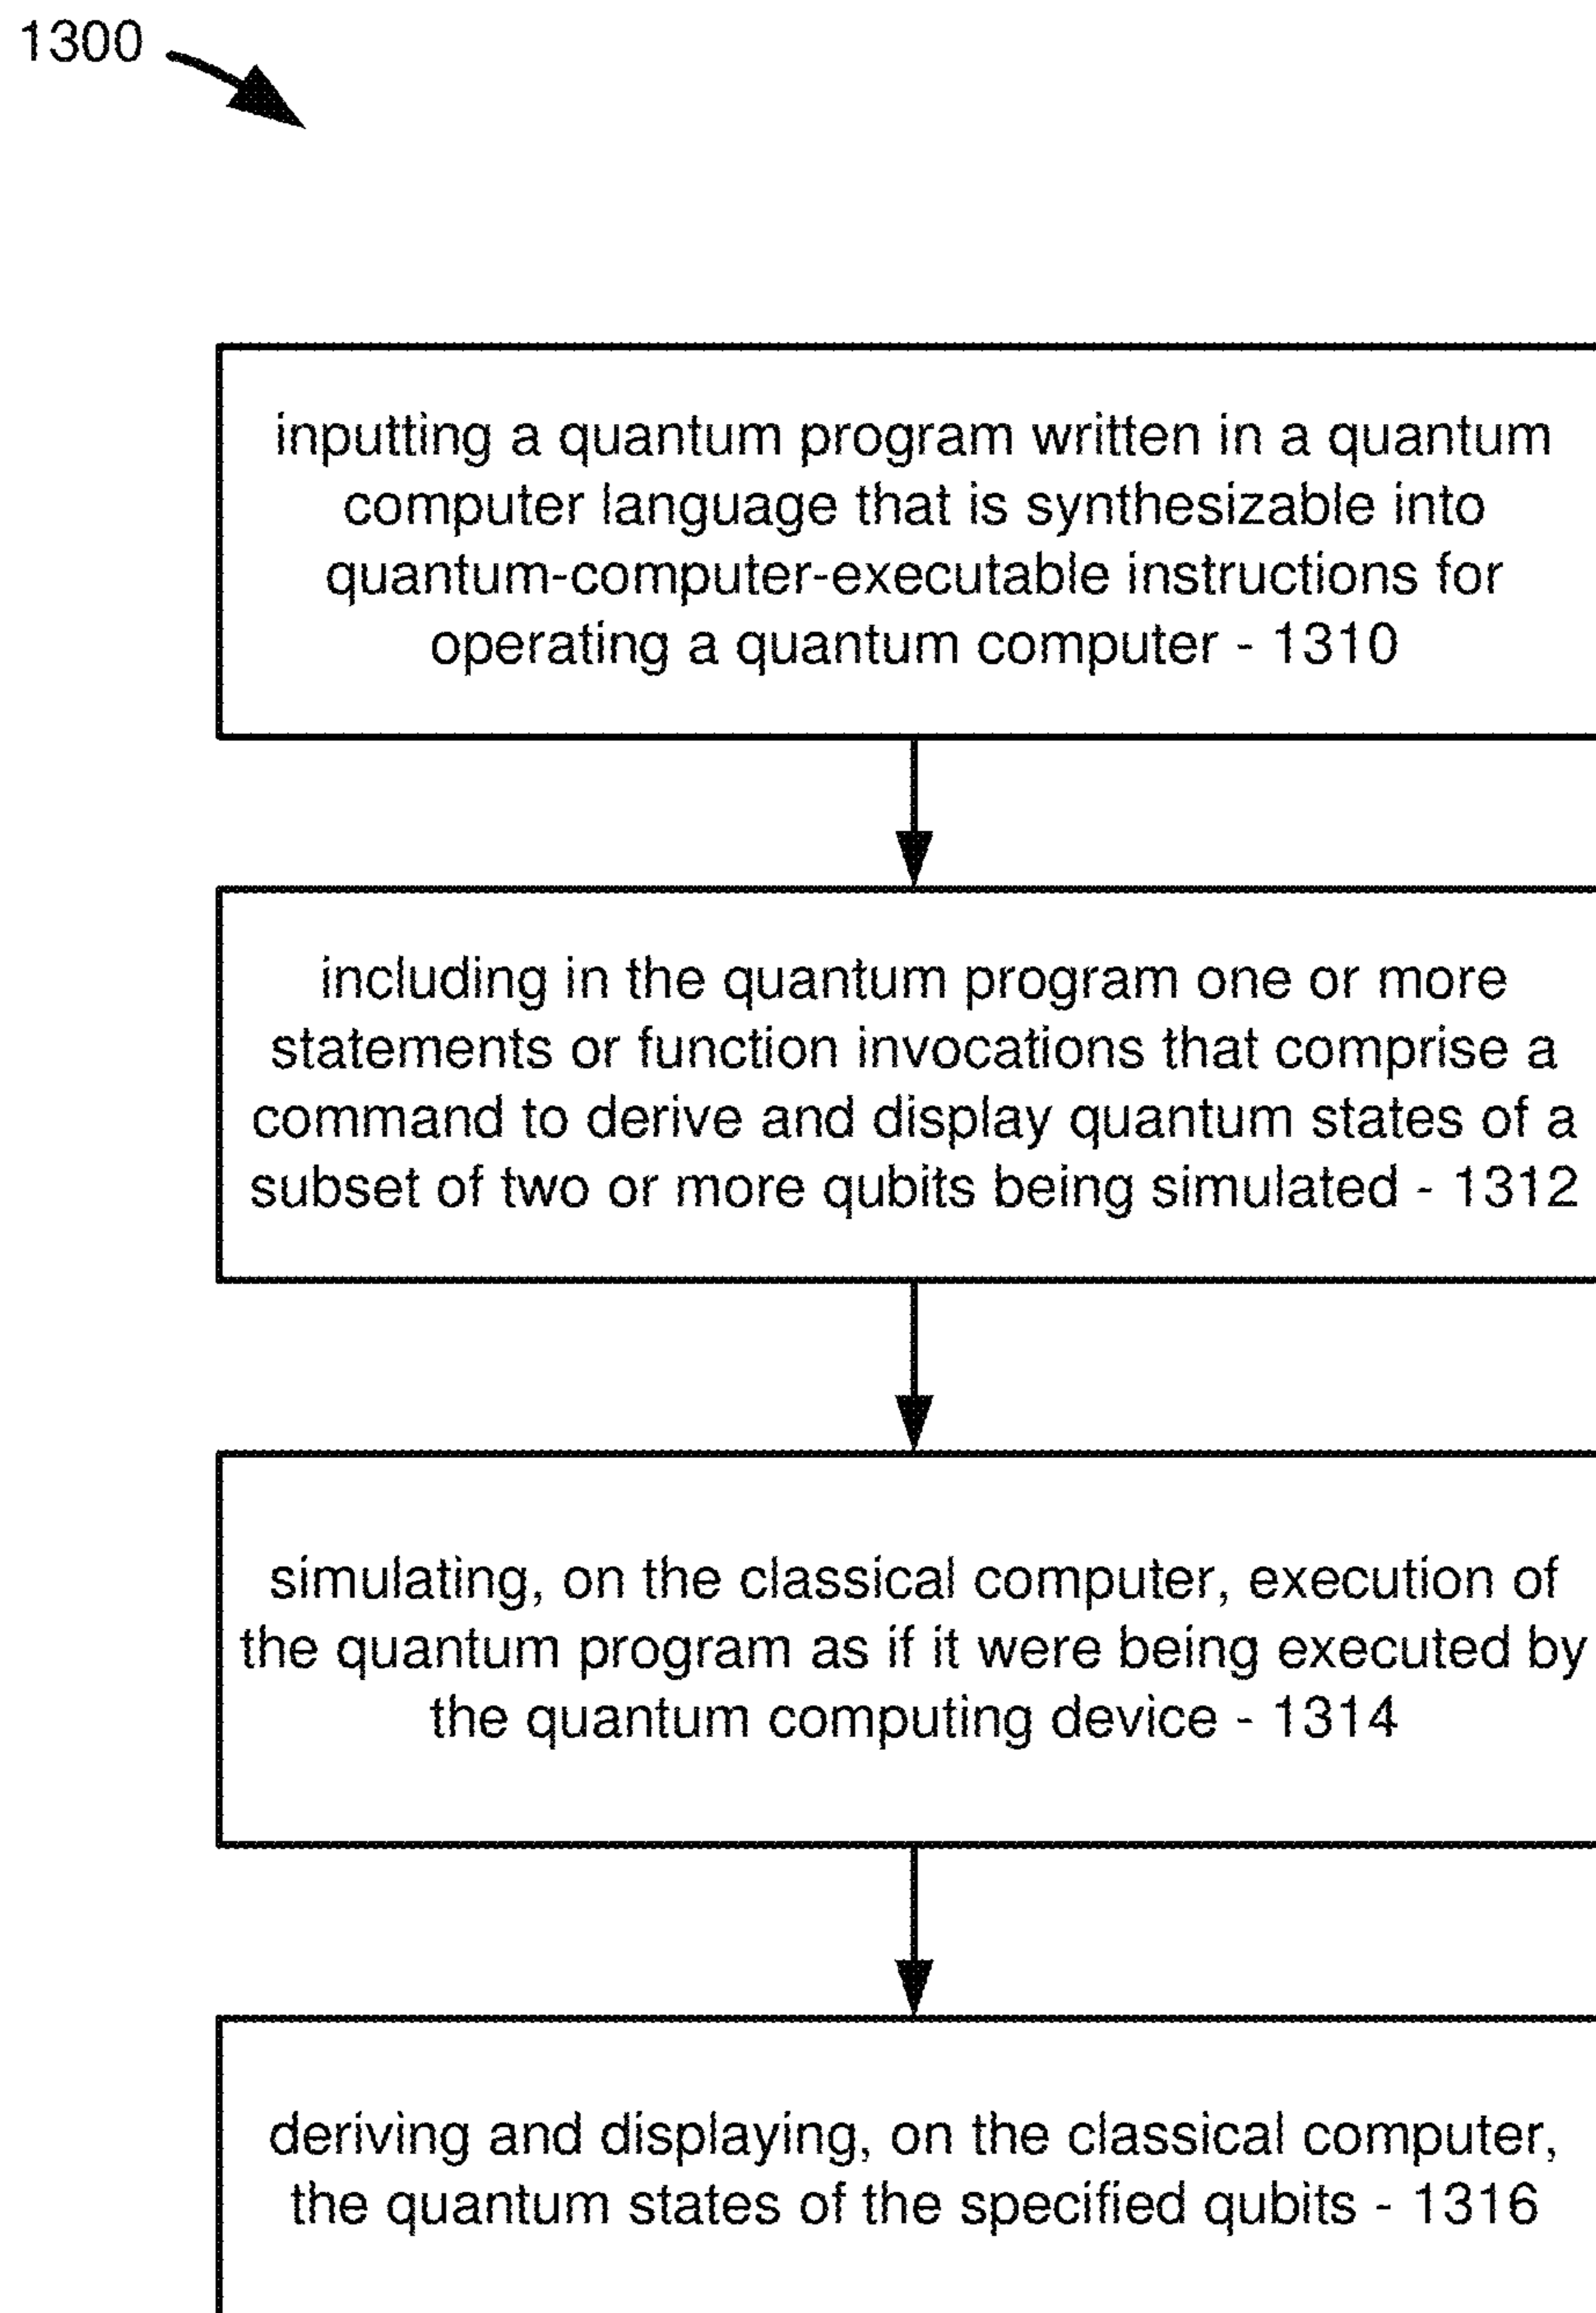 1300
inputting a quantum program written in a quantum
computer language that is synthesizable into
quantum-computer-executable instructions for
operating a quantum computer - 1310
including in the quantum program one or more
statements or function invocations that comprise a
command to derive and display quantum states of a
subset of two or more qubits being simulated - 1312
simulating, on the classical computer, execution of
the quantum program as if it were being executed by
the quantum computing device - 1314
deriving and displaying, on the classical computer,
the quantum states of the specified qubits - 1316